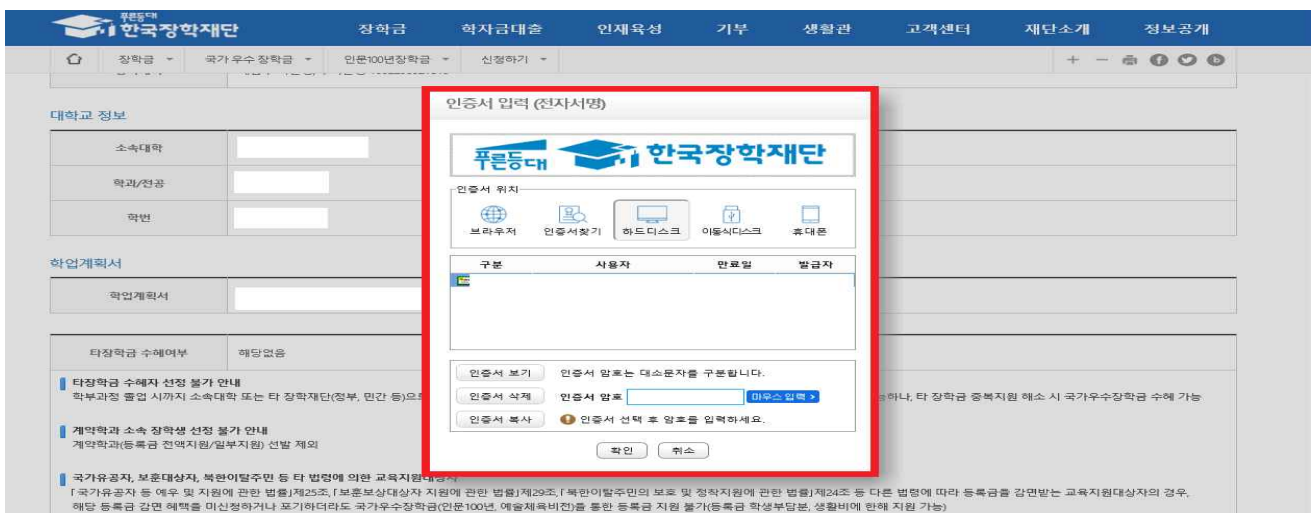 푸른등대
한국장학재단 장학금 학자금대출 인재육성 기부 생활관 고객센터 재단소개 정보공개
장학금 국가 우수 장학금 인문100년장학금 신청하기
대학교 정보
소속대학
학과/전공
학번
학업계획서
학업계획서
타장학금 수혜여부 해당없음
타장학금 수혜자 선정 불가 안내
학부과정 졸업 시까지 소속대학 또는 타 장학재단(정부, 민간 등)으로
능하나, 타 장학금 중복지원 해소 시 국가우수장학금 수혜 가능
계약학과 소속 장학생 선정 불가 안내
계약학과(등록금 전액지원/일부지원) 선발 제외
국가유공자, 보훈대상자, 북한이탈주민 등 타 법령에 의한 교육지원대상자
「국가유공자 등 예우 및 지원에 관한 법률」제25조, 「보훈보상대상자 지원에 관한 법률」제29조, 「북한이탈주민의 보호 및 정착지원에 관한 법률」제24조 등 다른 법령에 따라 등록금을 감면받는 교육지원대상자의 경우,
해당 등록금 감면 혜택을 미신청하거나 포기하더라도 국가우수장학금(인문100년, 예술체육비전)을 통한 등록금 지원 불가(등록금 학생부담분, 생활비에 한해 지원 가능)
인증서 입력 (전자서명)
푸른등대 한국장학재단
인증서 위치
브라우저 인증서찾기 하드디스크 이동식디스크 휴대폰
구분 사용자 만료일 발급자
인증서 보기 인증서 암호는 대소문자를 구분합니다.
인증서 삭제 인증서 암호 마우스 입력
인증서 복사 인증서 선택 후 암호를 입력하세요.
확인 취소